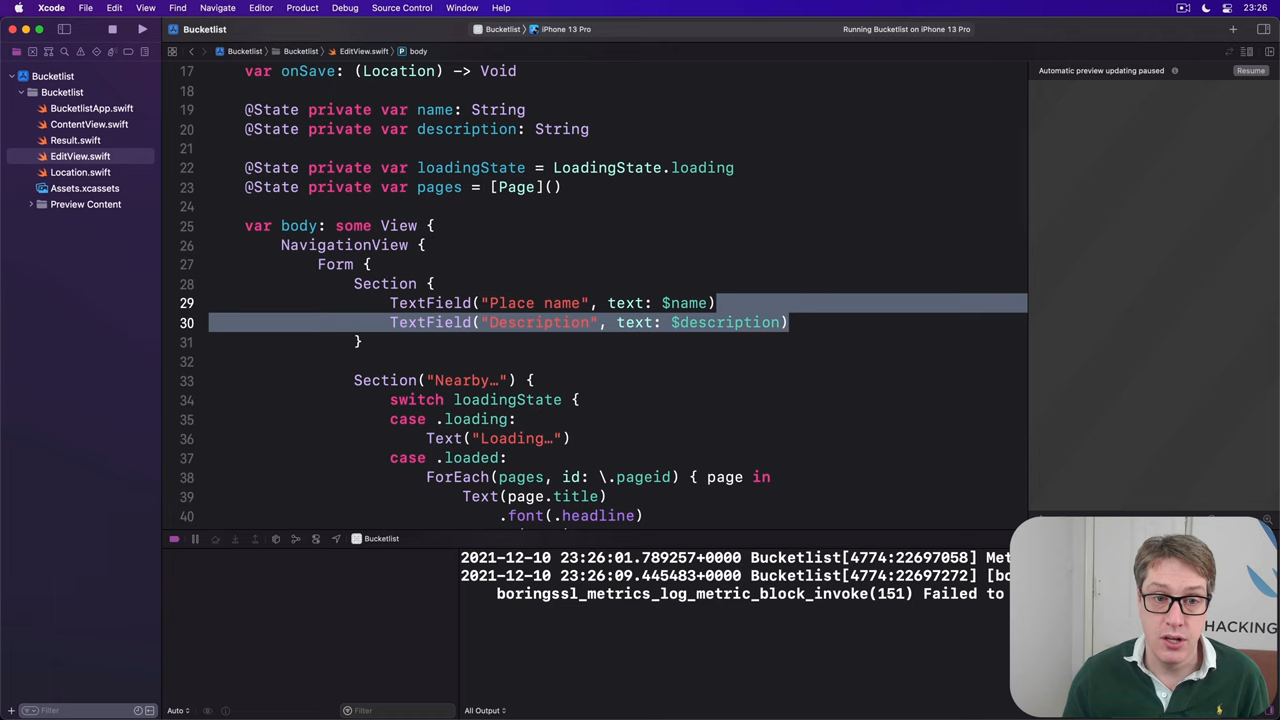 Xcode File Edit View Find Navigate Editor Product Debug Source Control Window Help 23:26
Bucketlist Bucketlist iPhone 13 Pro Running Bucketlist on iPhone 13 Pro
Bucketlist Bucketlist EditView.swift body
Bucketlist
Bucketlist
BucketlistApp.swift
ContentView.swift
Result.swift
EditView.swift
Location.swift
Assets.xcassets
Preview Content
17 var onSave: (Location) -> Void
18
19 @State private var name: String
20 @State private var description: String
21
22 @State private var loadingState = LoadingState.loading
23 @State private var pages = [Page]()
24
25 var body: some View {
26 NavigationView {
27 Form {
28 Section {
29 TextField("Place name", text: $name)
30 TextField("Description", text: $description)
31 }
32
33 Section("Nearby…") {
34 switch loadingState {
35 case .loading:
36 Text("Loading…")
37 case .loaded:
38 ForEach(pages, id: \.pageid) { page in
39 Text(page.title)
40 .font(.headline)
Automatic preview updating paused Resume
Bucketlist
2021-12-10 23:26:01.789257+0000 Bucketlist[4774:22697058] Met
2021-12-10 23:26:09.445483+0000 Bucketlist[4774:22697272] [bo
boringssl_metrics_log_metric_block_invoke(151) Failed to
HACKING
Filter Auto Filter All Output